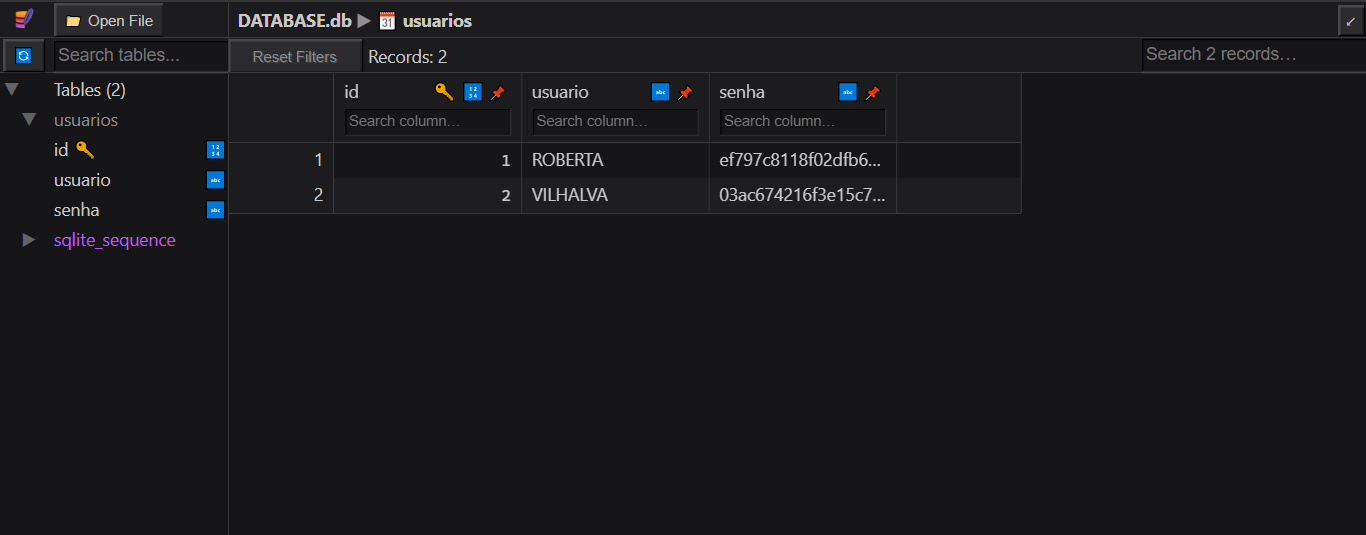 Open File
DATABASE.db ▶ usuarios
Search tables...
Reset Filters
Records: 2
Search 2 records...
Tables (2)
usuarios
id
usuario
senha
sqlite_sequence
id usuario senha
Search column... Search column... Search column...
1 1 ROBERTA ef797c8118f02dfb6...
2 2 VILHALVA 03ac674216f3e15c7...